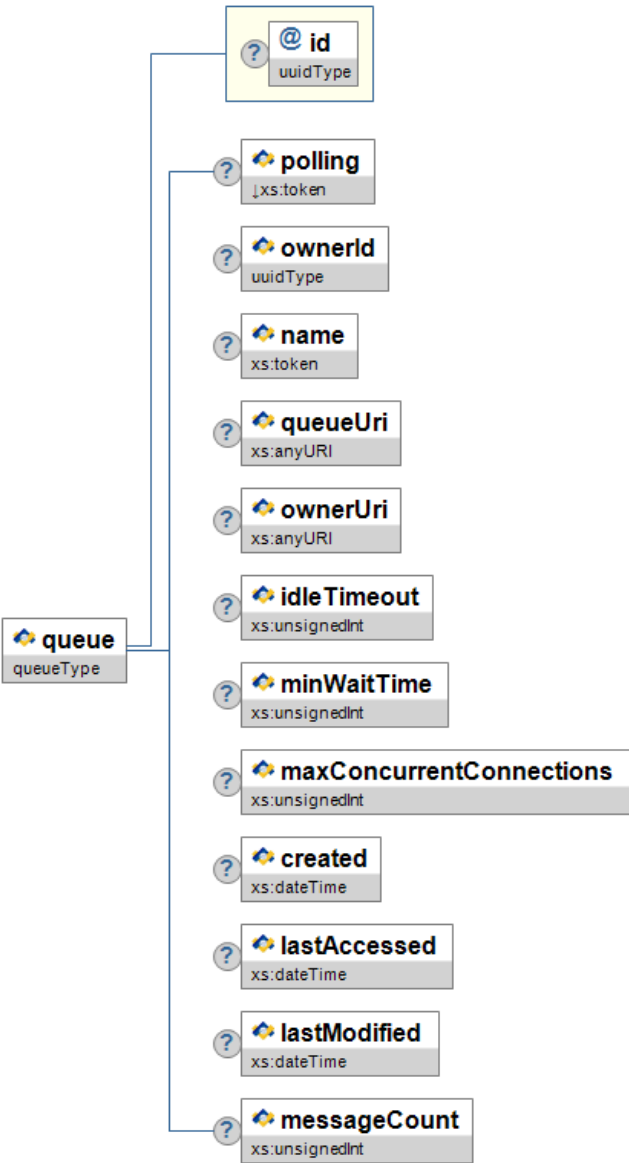 @ id
? uuidType
? polling
↓xs:token
? ownerId
uuidType
? name
xs:token
? queueUri
xs:anyURI
? ownerUri
xs:anyURI
? idleTimeout
xs:unsignedInt
queue
queueType
? minWaitTime
xs:unsignedInt
? maxConcurrentConnections
xs:unsignedInt
? created
xs:dateTime
? lastAccessed
xs:dateTime
? lastModified
xs:dateTime
? messageCount
xs:unsignedInt